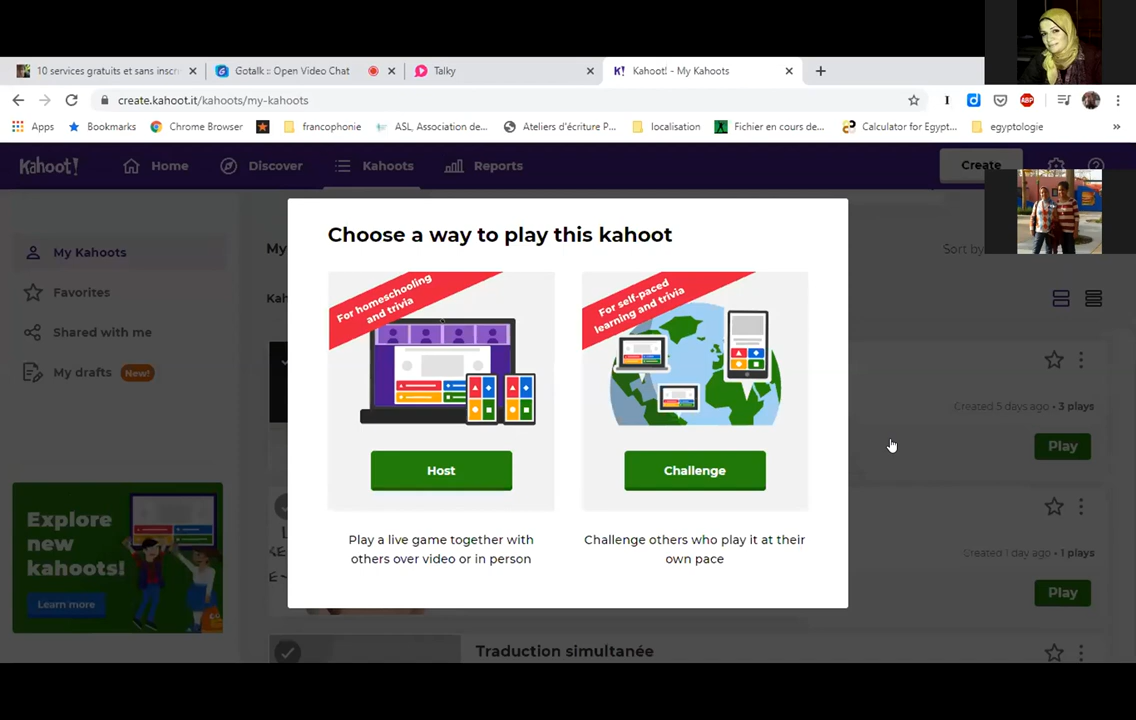 10 services gratuits et sans inscr
Gotalk :: Open Video Chat
Talky
K! Kahoot! - My Kahoots
create.kahoot.it/kahoots/my-kahoots
Apps
Bookmarks
Chrome Browser
francophonie
ASL, Association de...
Ateliers d'écriture P...
localisation
Fichier en cours de...
Calculator for Egypt...
egyptologie
Kahoot!
Home
Discover
Kahoots
Reports
Create
My Kahoots
Favorites
Shared with me
My drafts New!
My
Sort by
Kah
Choose a way to play this kahoot
For homeschooling
and trivia
For self-paced
learning and trivia
Host
Challenge
Play a live game together with
others over video or in person
Challenge others who play it at their
own pace
Created 5 days ago • 3 plays
Play
Created 1 day ago • 1 plays
Play
Explore
new
kahoots!
Learn more
Traduction simultanée